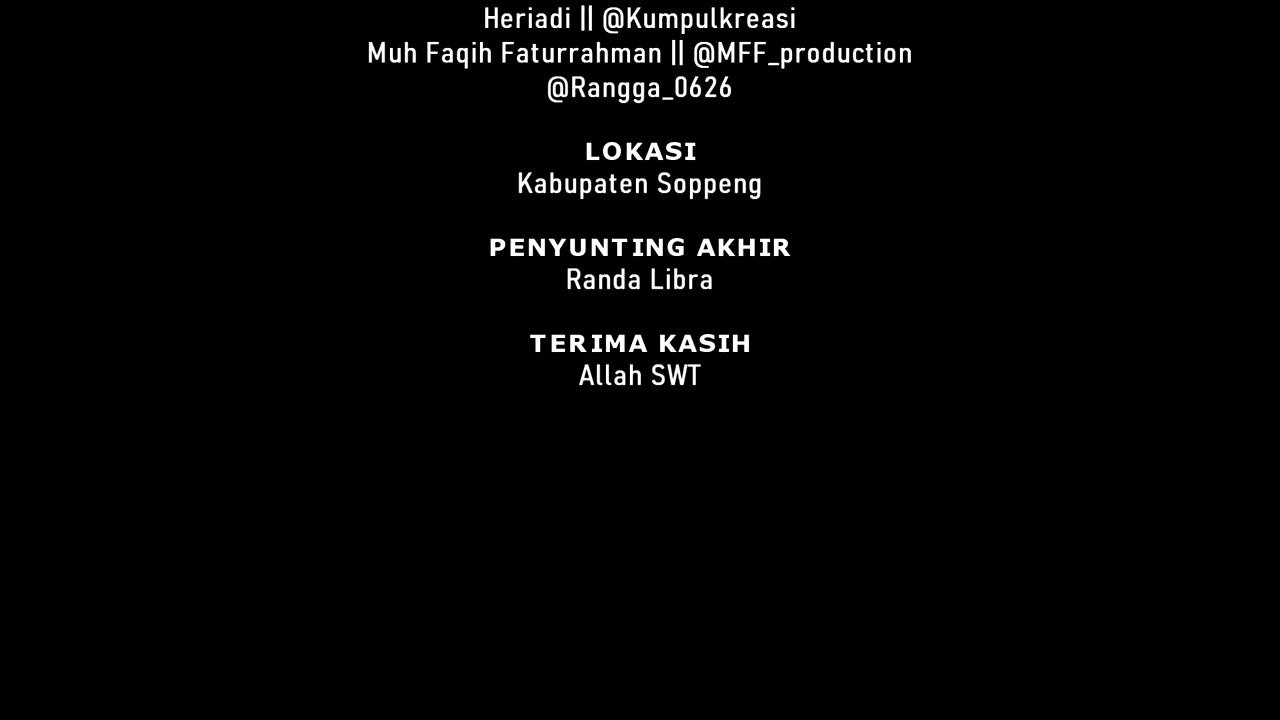 Heriadi || @Kumpulkreasi
Muh Faqih Faturrahman || @MFF_production
@Rangga_0626
LOKASI
Kabupaten Soppeng
PENYUNTING AKHIR
Randa Libra
TERIMA KASIH
Allah SWT